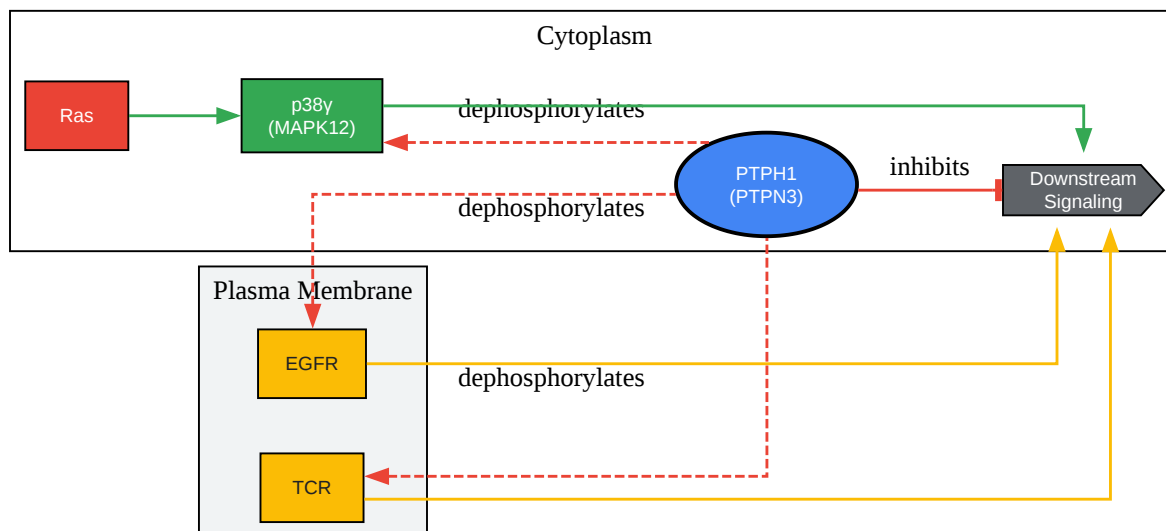 Cytoplasm
Ras
p38γ
(MAPK12)
dephosphorylates
PTPH1
(PTPN3)
inhibits
Downstream
Signaling
dephosphorylates
Plasma Membrane
EGFR
dephosphorylates
TCR